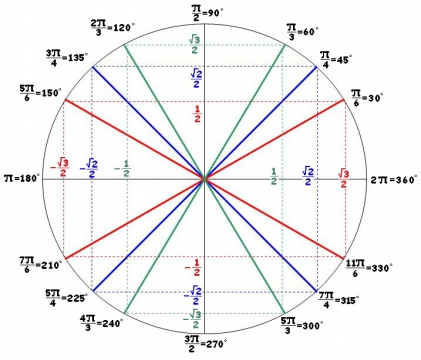 π/2=90°
2π/3=120°
π/3=60°
3π/4=135°
π/4=45°
5π/6=150°
π/6=30°
√3/2
√2/2
1/2
π=180°
-√3/2
-√2/2
-1/2
1/2
√2/2
√3/2
2π=360°
-1/2
-√2/2
-√3/2
7π/6=210°
11π/6=330°
5π/4=225°
7π/4=315°
4π/3=240°
5π/3=300°
3π/2=270°